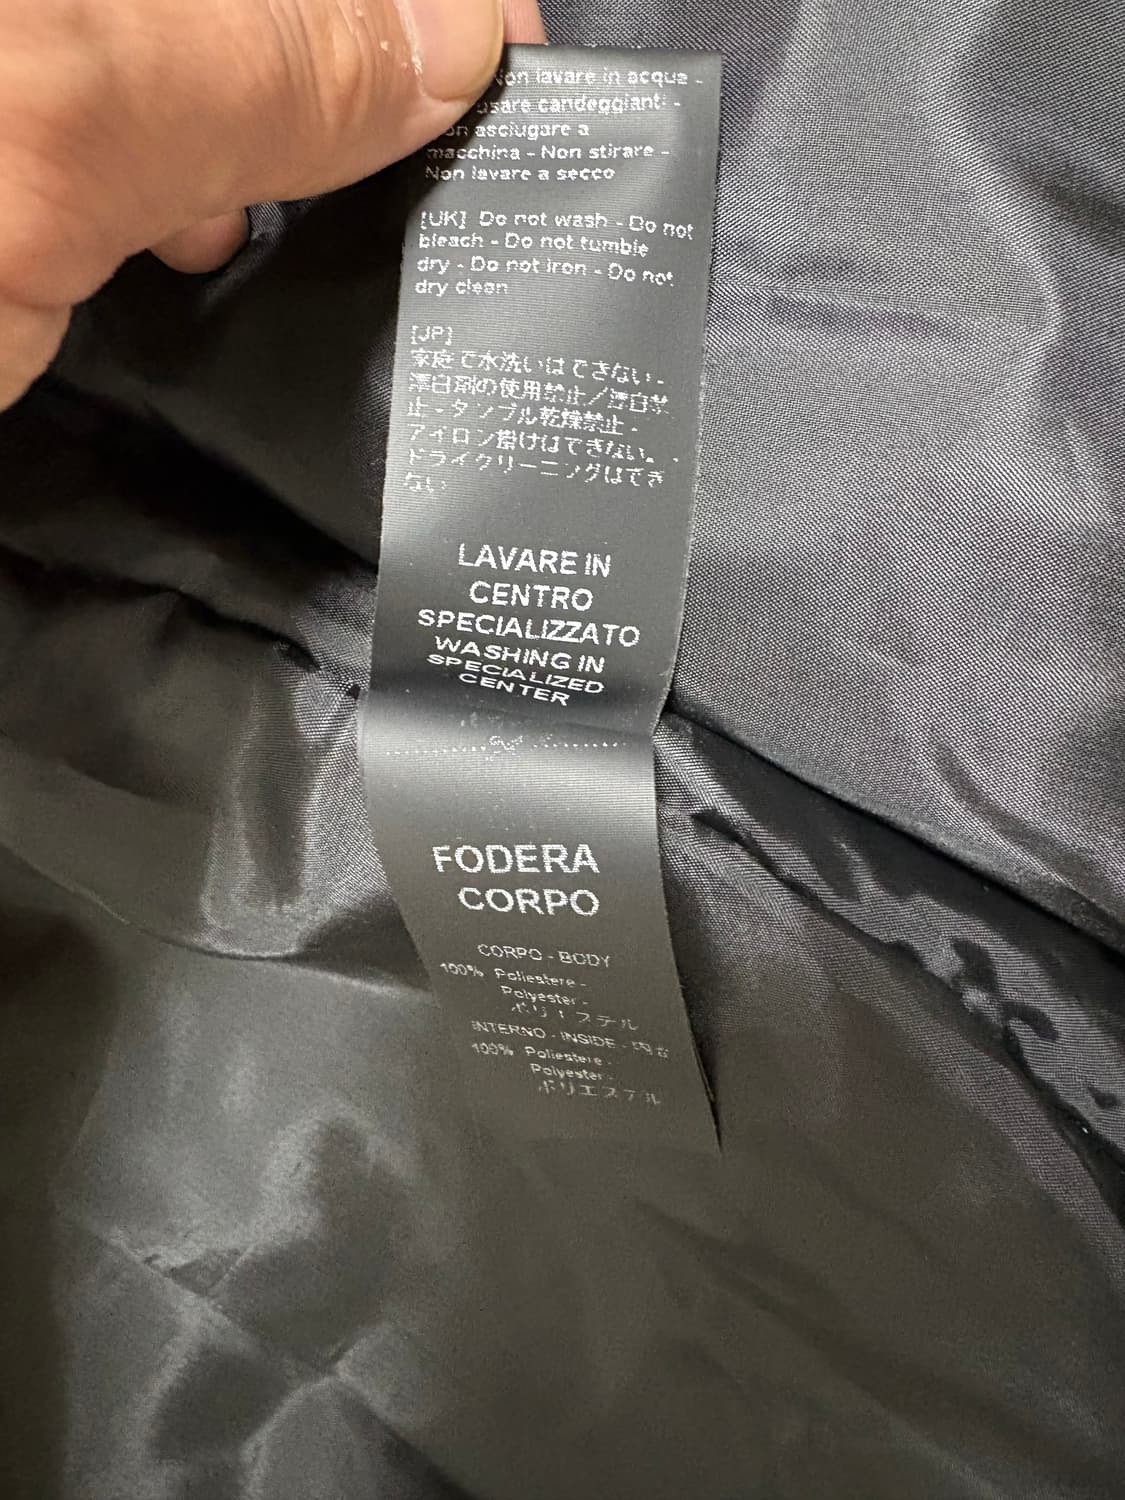 Non lavare in acqua -
usare candeggianti -
asciugare a
macchina - Non stirare -
Non lavare a secco
[UK] Do not wash - Do not
bleach - Do not tumble
dry - Do not iron - Do not
dry clean
[JP]
家庭で水洗いはできない -
漂白剤の使用禁止／漂白禁
止 - タンブル乾燥禁止 -
アイロン掛けはできない。 -
ドライクリーニングはでき
ない
LAVARE IN
CENTRO
SPECIALIZZATO
WASHING IN
SPECIALIZED
CENTER
FODERA
CORPO
CORPO - BODY
100% Poliestere -
Polyester -
ポリエステル
INTERNO - INSIDE - 内容
100% Poliestere -
Polyester -
ポリエステル